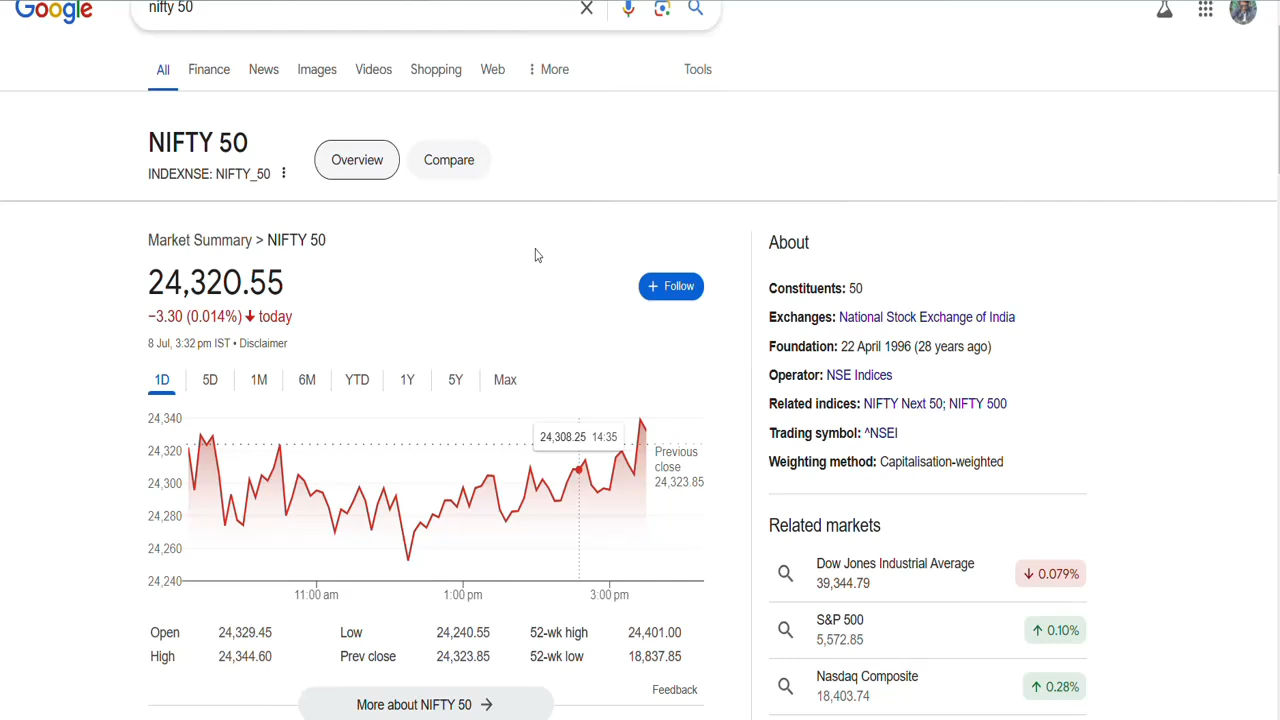 Google
nifty 50
All Finance News Images Videos Shopping Web More Tools
NIFTY 50
INDEXNSE: NIFTY_50
Overview Compare
Market Summary > NIFTY 50
24,320.55
−3.30 (0.014%) today
8 Jul, 3:32 pm IST • Disclaimer
+ Follow
1D 5D 1M 6M YTD 1Y 5Y Max
24,340
24,320
24,300
24,280
24,260
24,240
24,308.25 14:35
Previous
close
24,323.85
11:00 am 1:00 pm 3:00 pm
Open 24,329.45 Low 24,240.55 52-wk high 24,401.00
High 24,344.60 Prev close 24,323.85 52-wk low 18,837.85
Feedback
More about NIFTY 50
About
Constituents: 50
Exchanges: National Stock Exchange of India
Foundation: 22 April 1996 (28 years ago)
Operator: NSE Indices
Related indices: NIFTY Next 50; NIFTY 500
Trading symbol: ^NSEI
Weighting method: Capitalisation-weighted
Related markets
Dow Jones Industrial Average
39,344.79
0.079%
S&P 500
5,572.85
0.10%
Nasdaq Composite
18,403.74
0.28%